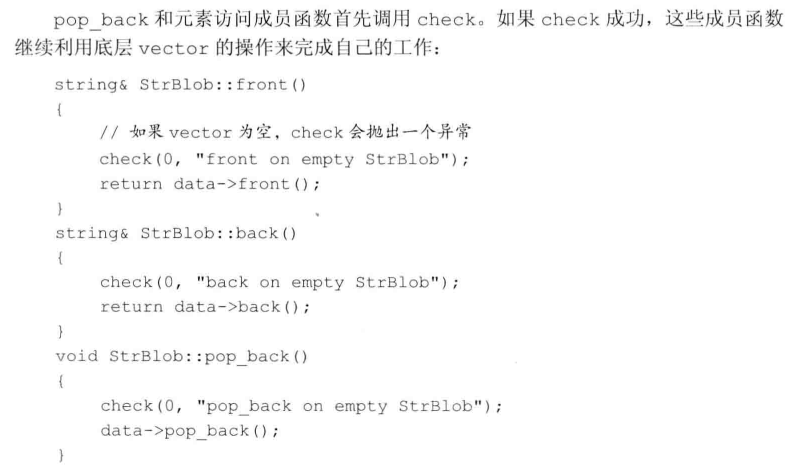 pop_back 和元素访问成员函数首先调用 check。如果 check 成功，这些成员函数
继续利用底层 vector 的操作来完成自己的工作：
string& StrBlob::front()
{
// 如果 vector 为空，check 会抛出一个异常
check(0, "front on empty StrBlob");
return data->front();
}
string& StrBlob::back()
{
check(0, "back on empty StrBlob");
return data->back();
}
void StrBlob::pop_back()
{
check(0, "pop_back on empty StrBlob");
data->pop_back();
}